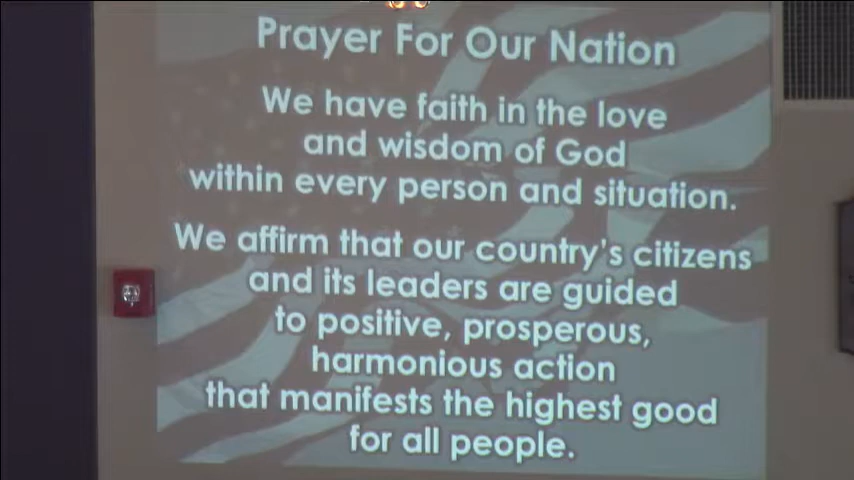 Prayer For Our Nation
We have faith in the love
and wisdom of God
within every person and situation.
We affirm that our country's citizens
and its leaders are guided
to positive, prosperous,
harmonious action
that manifests the highest good
for all people.